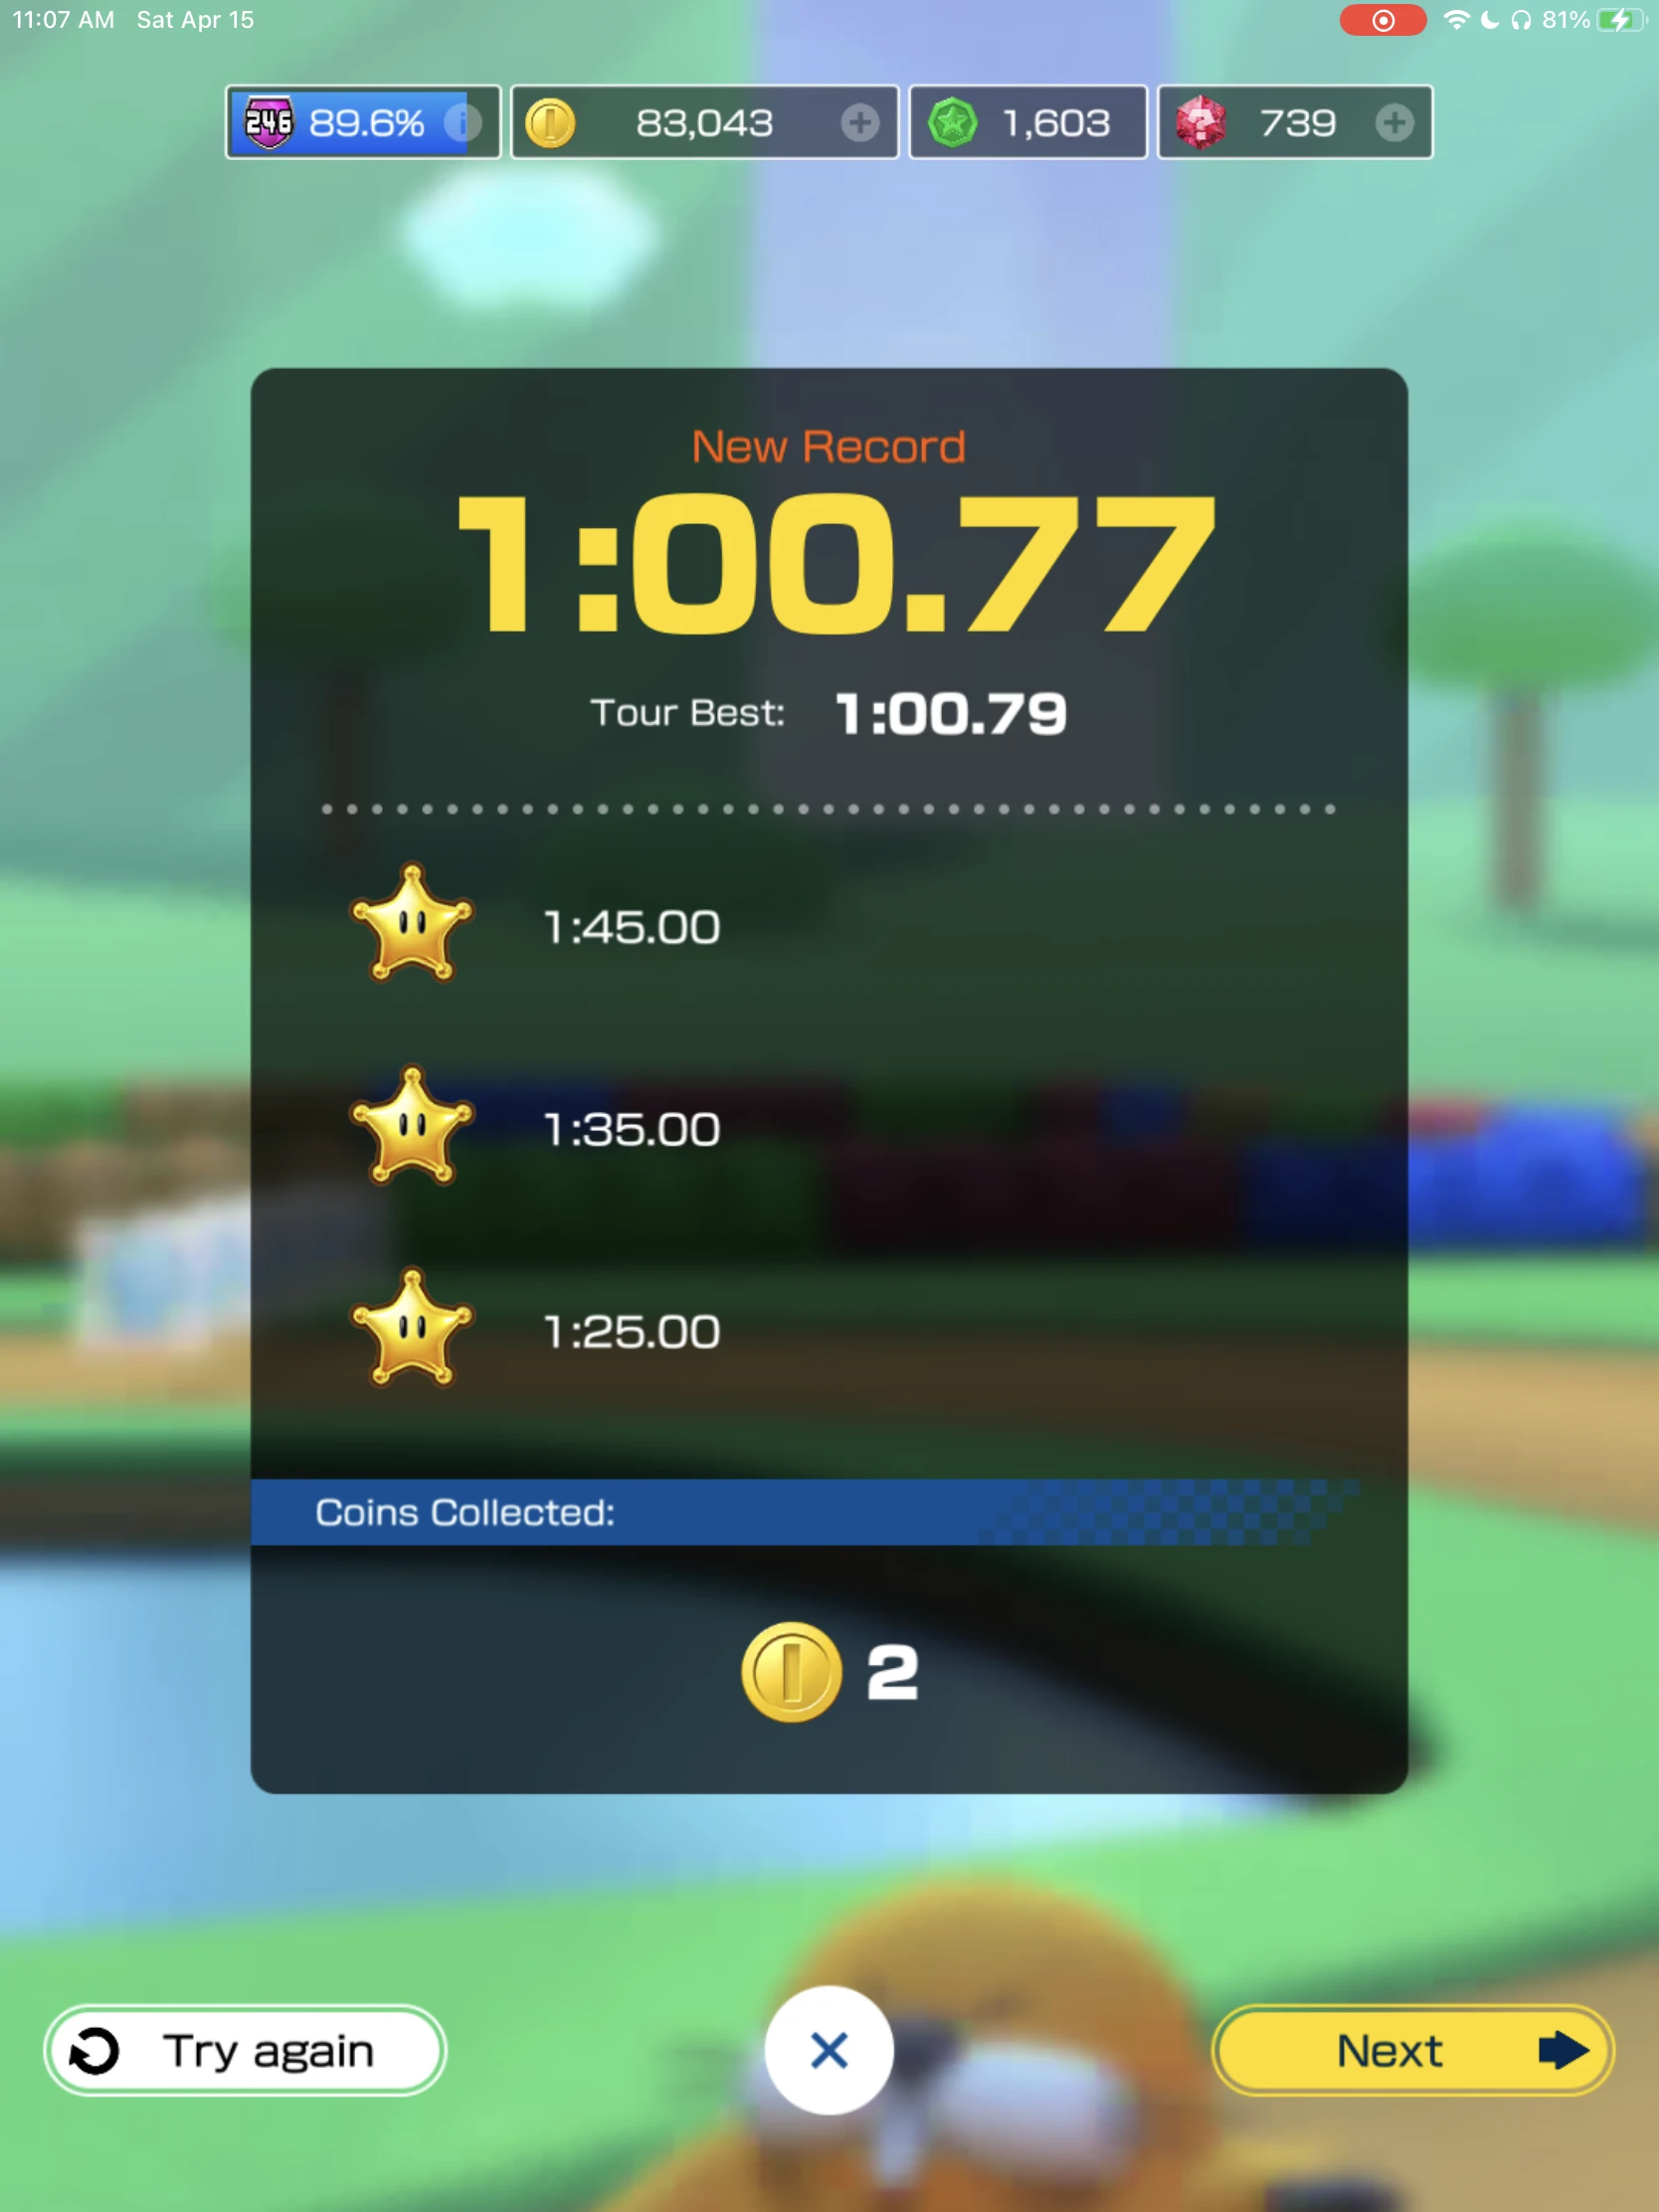 11:07 AM Sat Apr 15 81%
246 89.6% i 83,043 + 1,603 ? 739 +
New Record
1:00.77
Tour Best: 1:00.79
1:45.00
1:35.00
1:25.00
Coins Collected:
2
Try again × Next